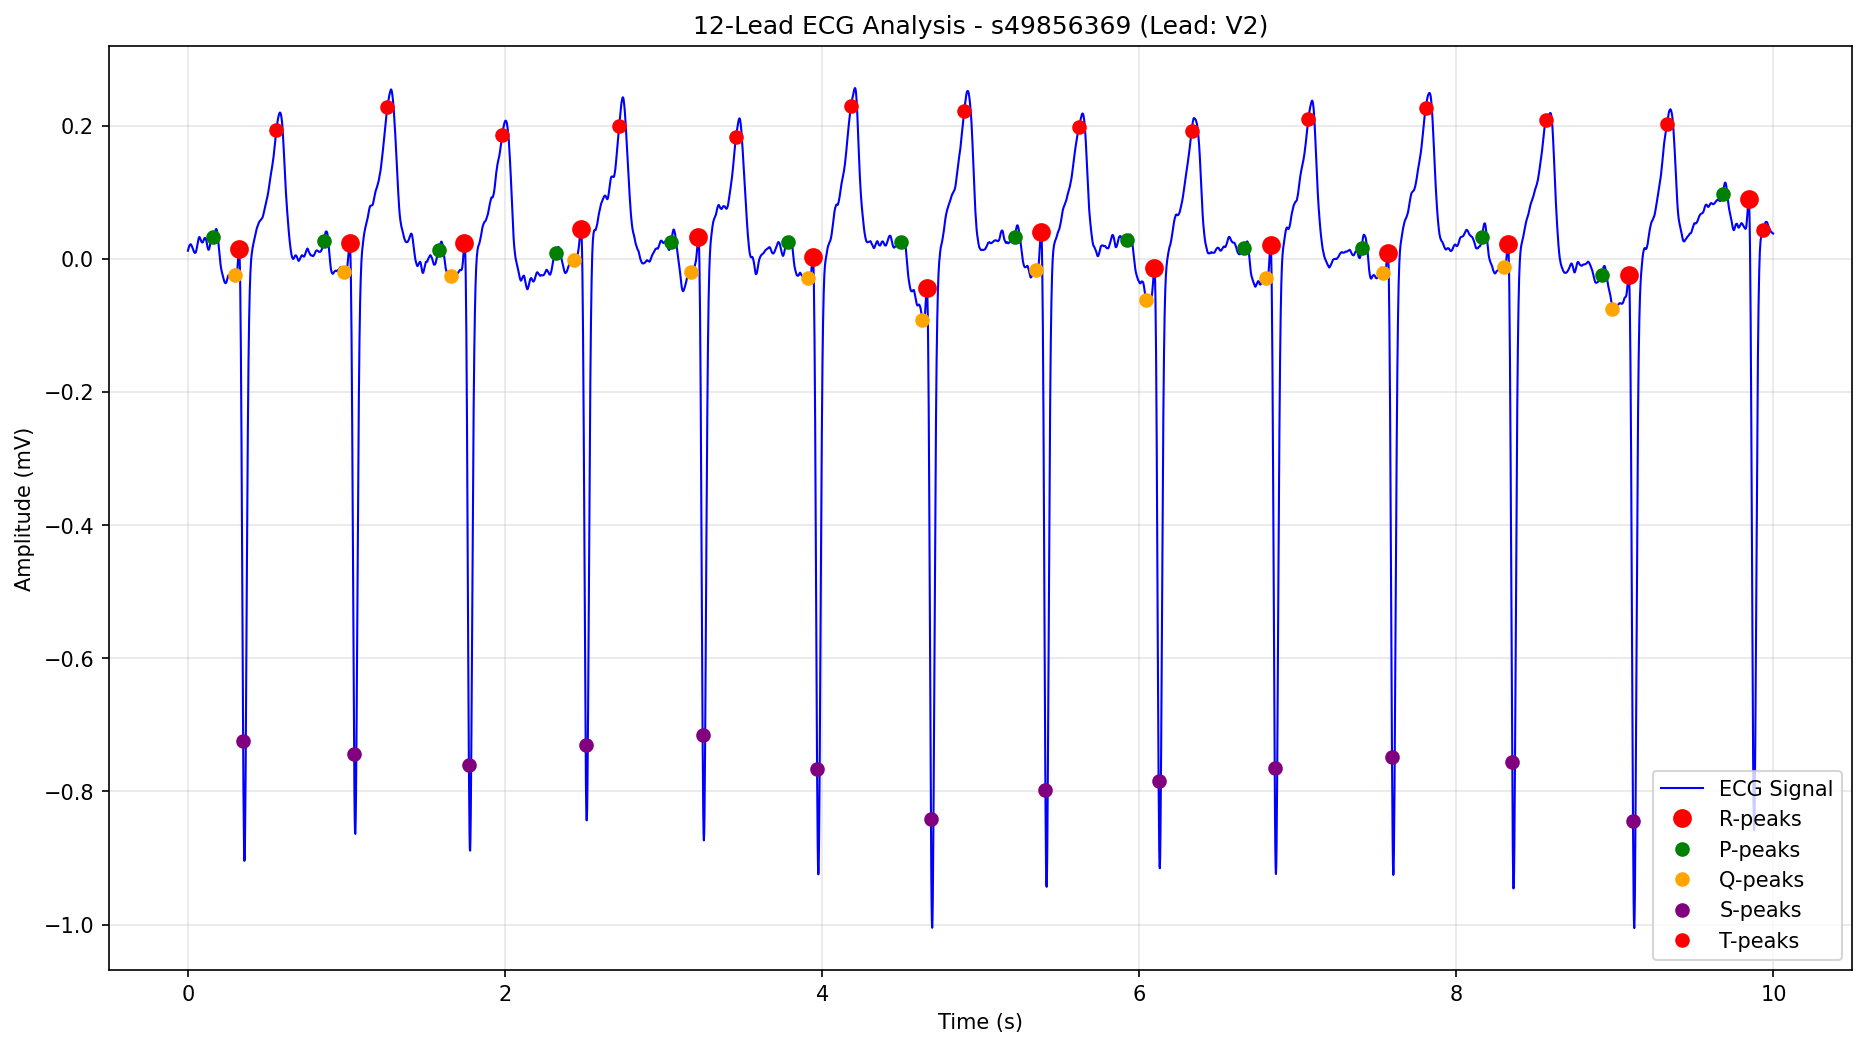 12-Lead ECG Analysis - s49856369 (Lead: V2)
Amplitude (mV)
0.2
0.0
−0.2
−0.4
−0.6
−0.8
−1.0
0 2 4 6 8 10
Time (s)
ECG Signal
R-peaks
P-peaks
Q-peaks
S-peaks
T-peaks